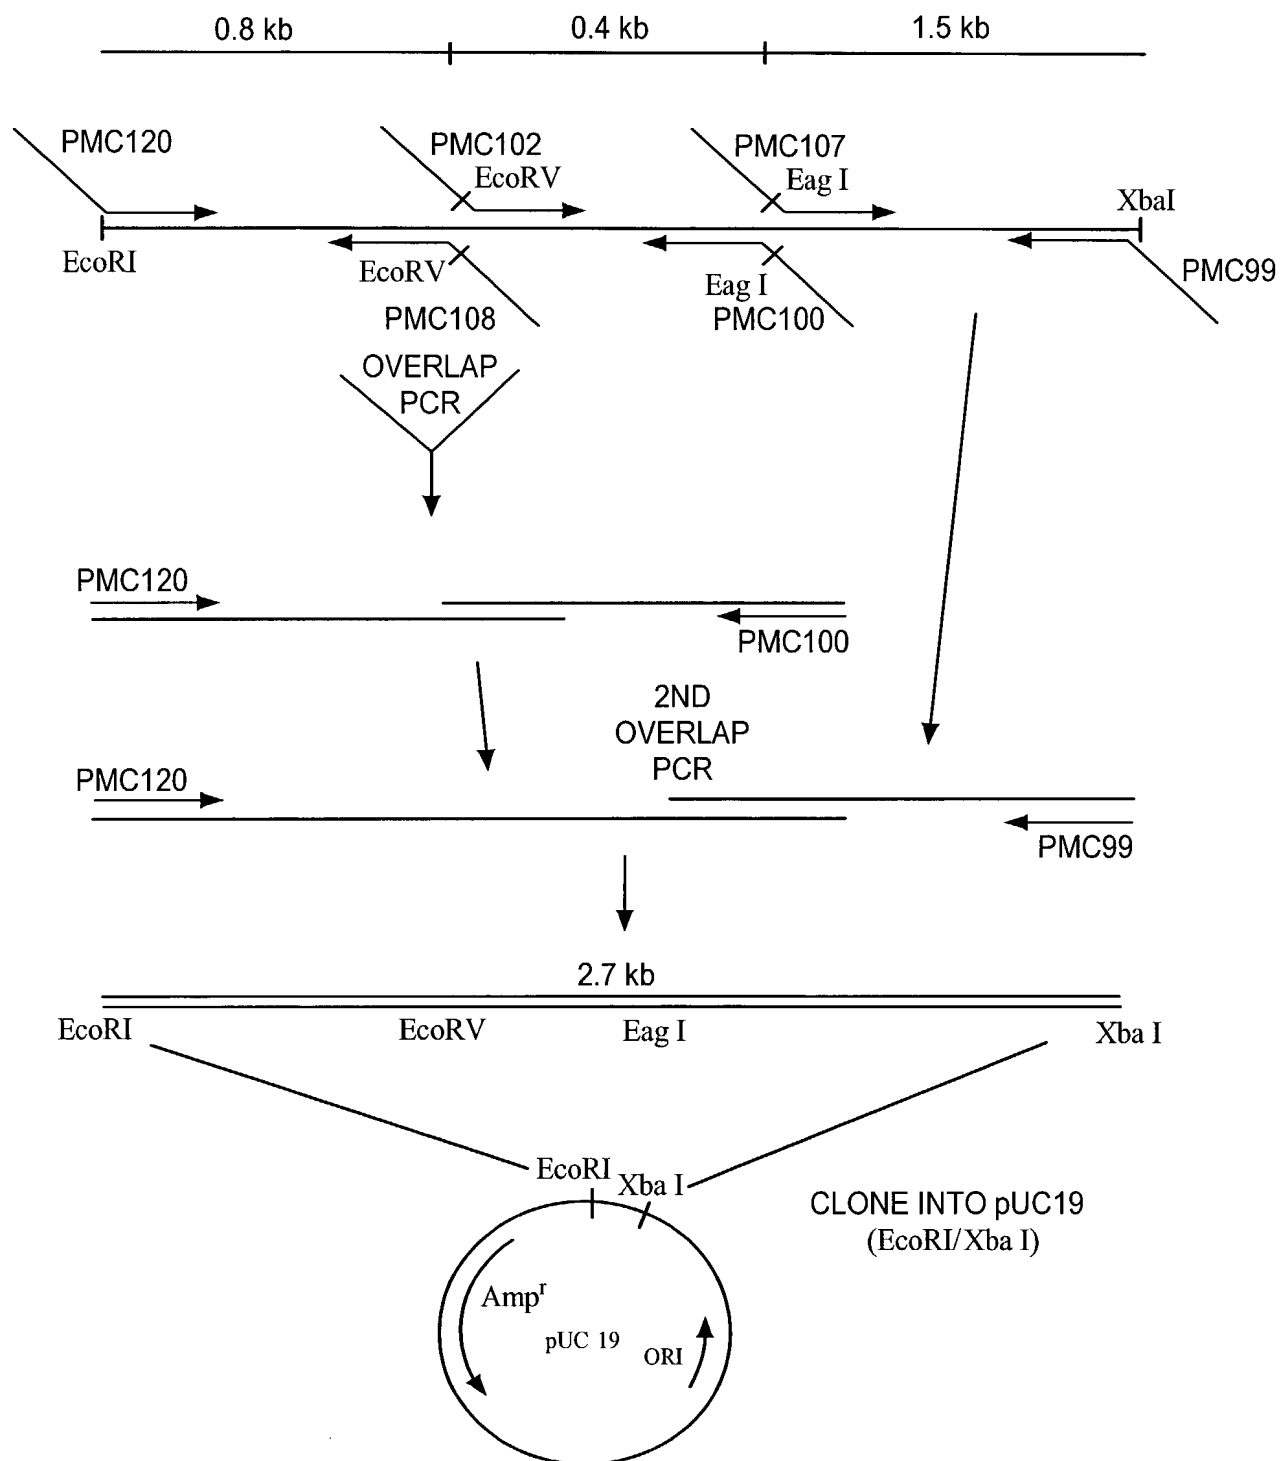 0.8 kb
0.4 kb
1.5 kb
PMC120
PMC102
EcoRV
PMC107
Eag I
XbaI
EcoRI
EcoRV
PMC108
Eag I
PMC100
PMC99
OVERLAP
PCR
PMC120
PMC100
2ND
OVERLAP
PCR
PMC120
PMC99
2.7 kb
EcoRI
EcoRV
Eag I
Xba I
EcoRI
Xba I
CLONE INTO pUC19
(EcoRI/Xba I)
Ampʳ
pUC 19
ORI